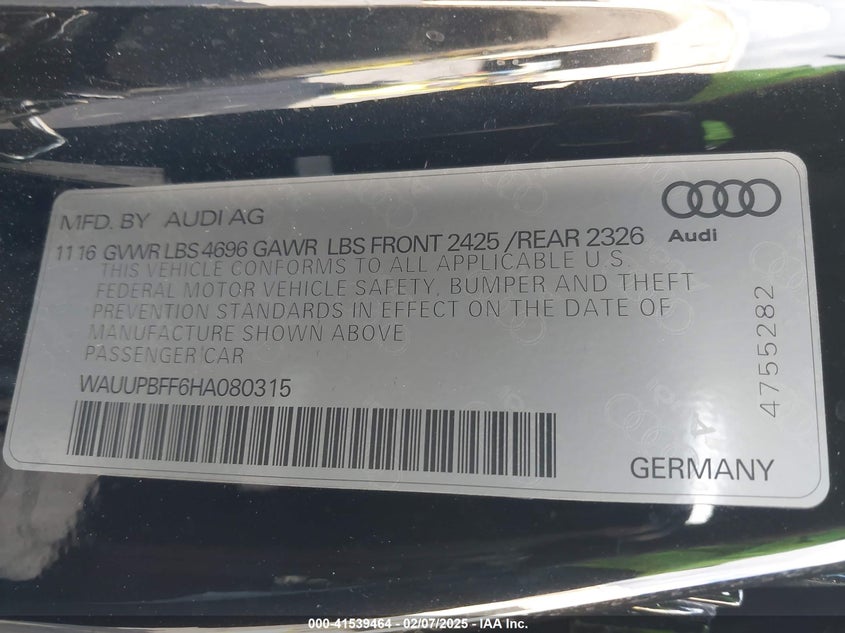 MFD. BY AUDI AG
Audi
11 16 GVWR LBS 4696 GAWR LBS FRONT 2425 /REAR 2326
THIS VEHICLE CONFORMS TO ALL APPLICABLE U.S.
FEDERAL MOTOR VEHICLE SAFETY, BUMPER AND THEFT
PREVENTION STANDARDS IN EFFECT ON THE DATE OF
MANUFACTURE SHOWN ABOVE
PASSENGER CAR
WAUUPBFF6HA080315
4755282
GERMANY
000-41539464 / 02/07/2025 - IAA Inc.